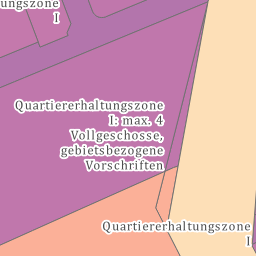 ungszone
I
Quartiererhaltungszone
I: max. 4
Vollgeschosse,
gebietsbezogene
Vorschriften
Quartiererhaltungszone
I